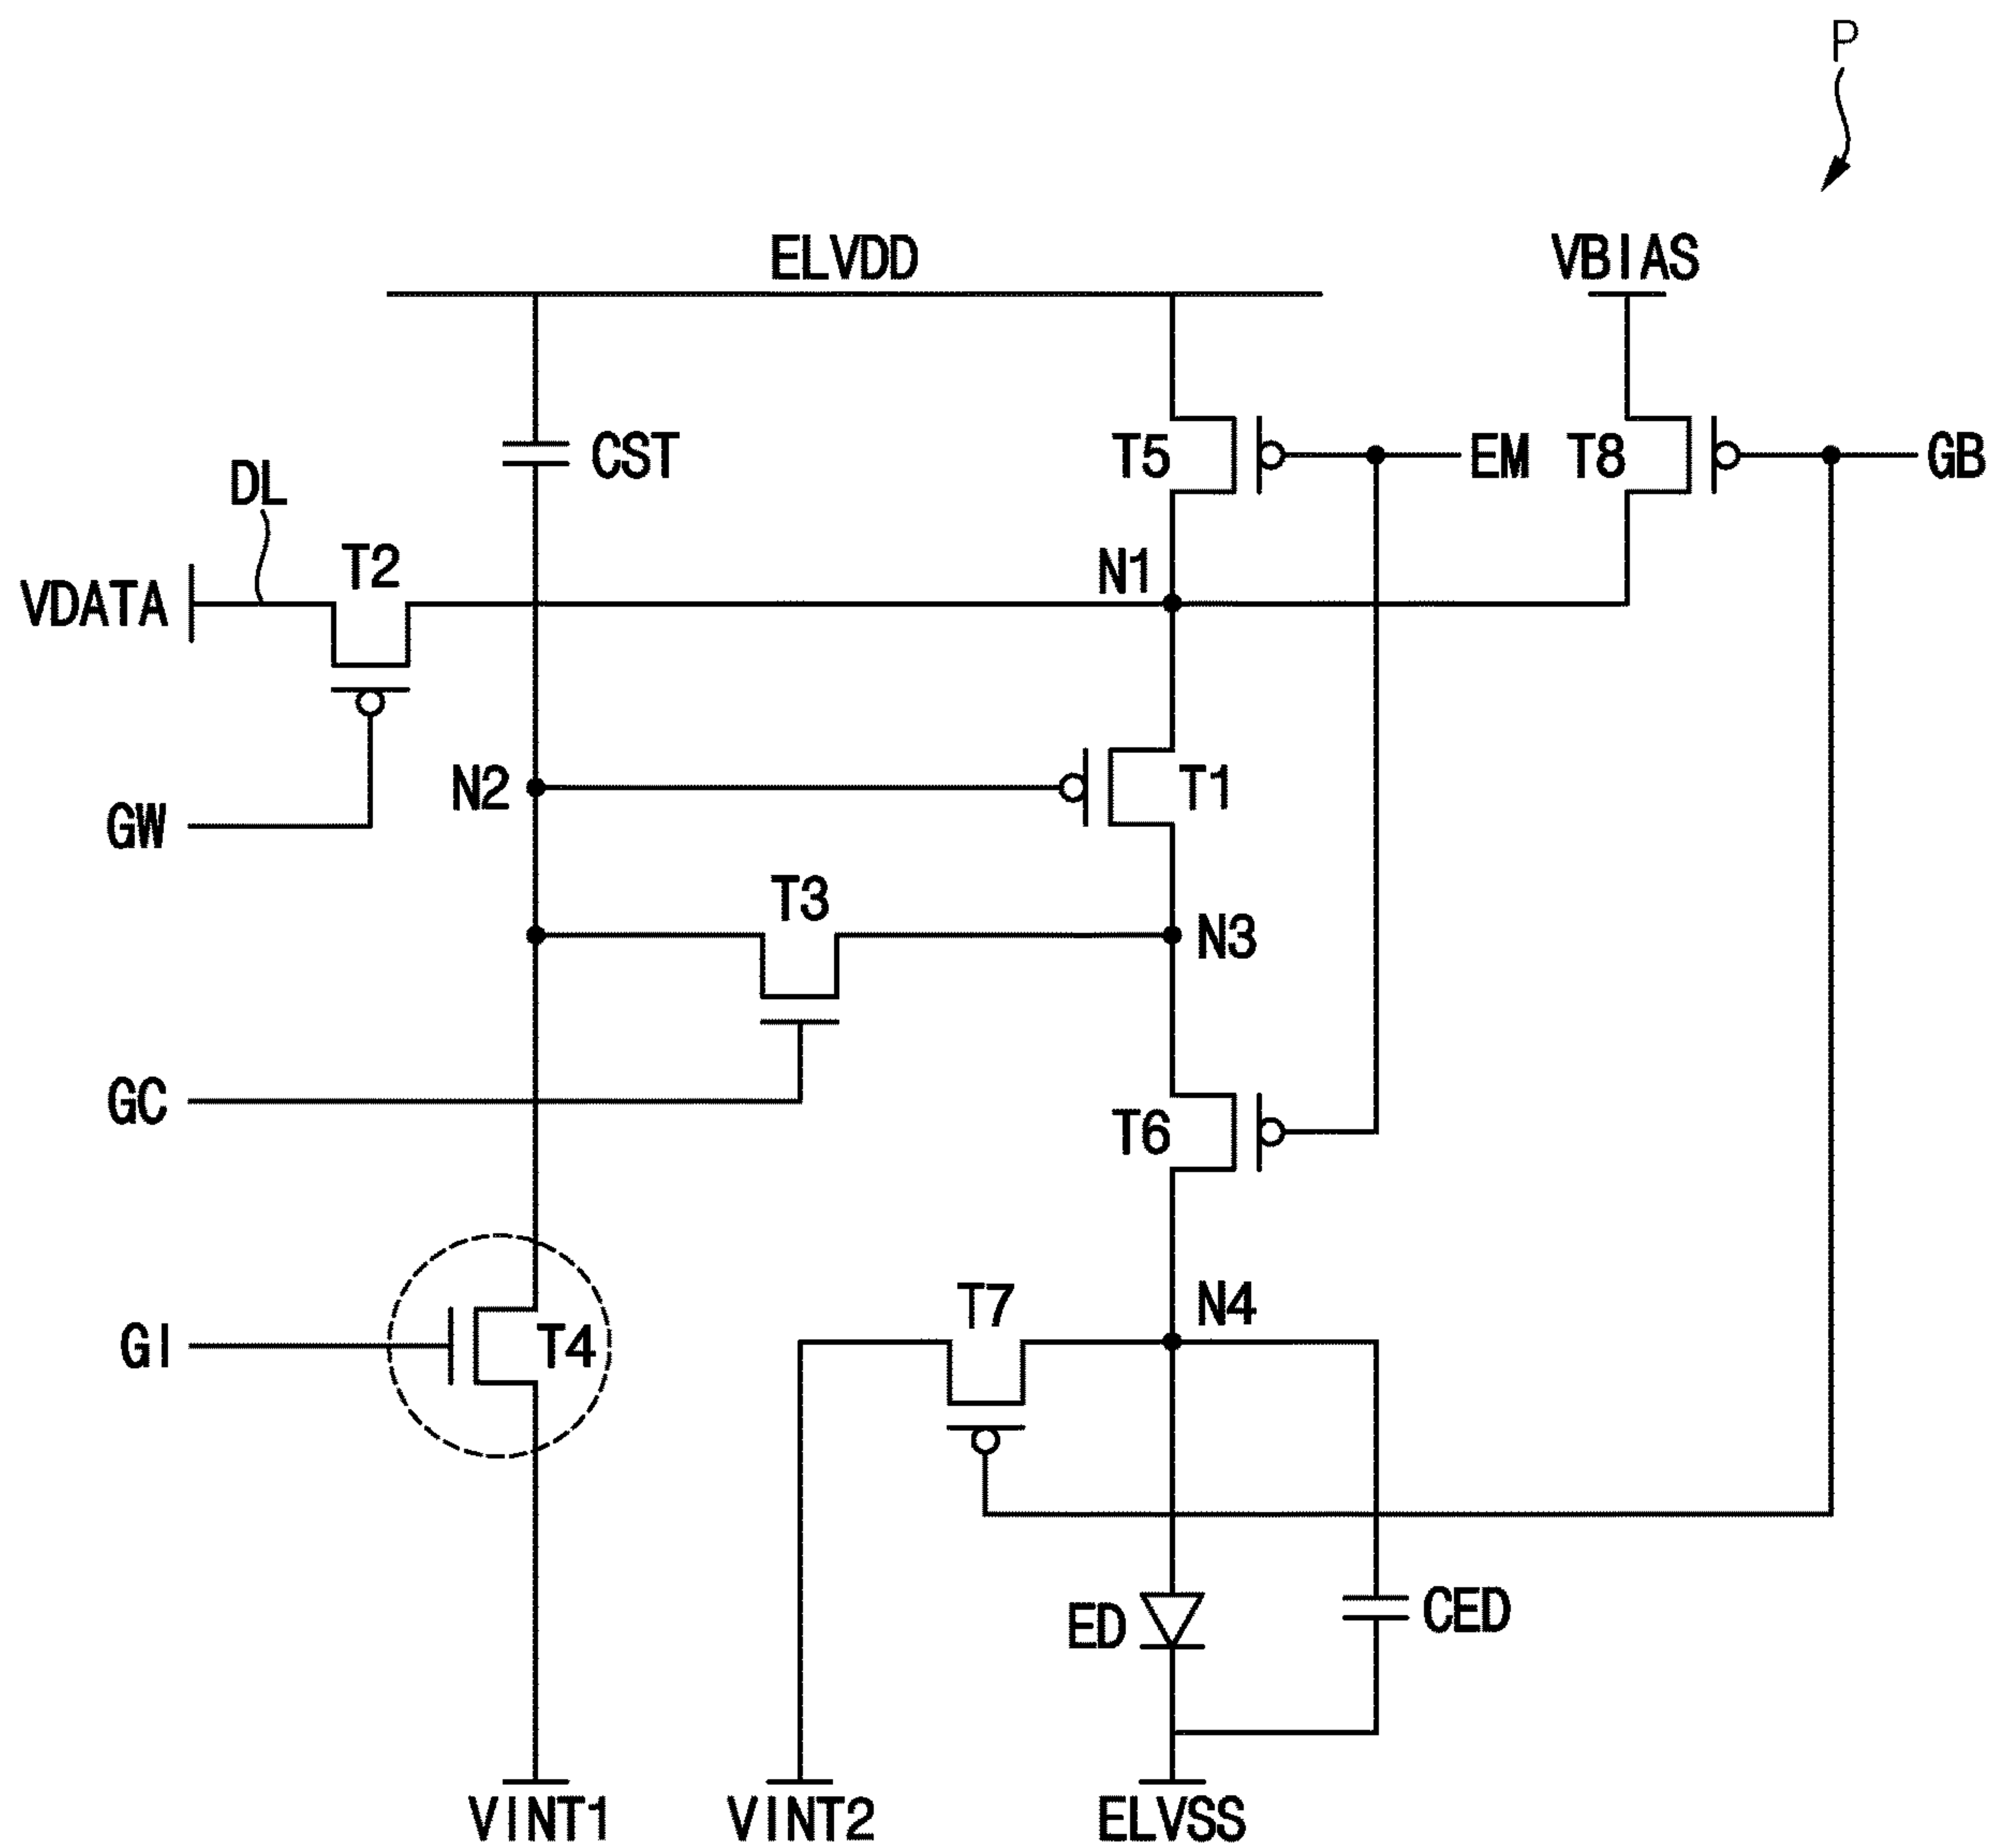 P
ELVDD
VBIAS
CST
T5
EM
T8
GB
DL
T2
N1
VDATA
N2
T1
GW
T3
N3
GC
T6
T7
N4
GI
T4
ED
CED
VINT1
VINT2
ELVSS